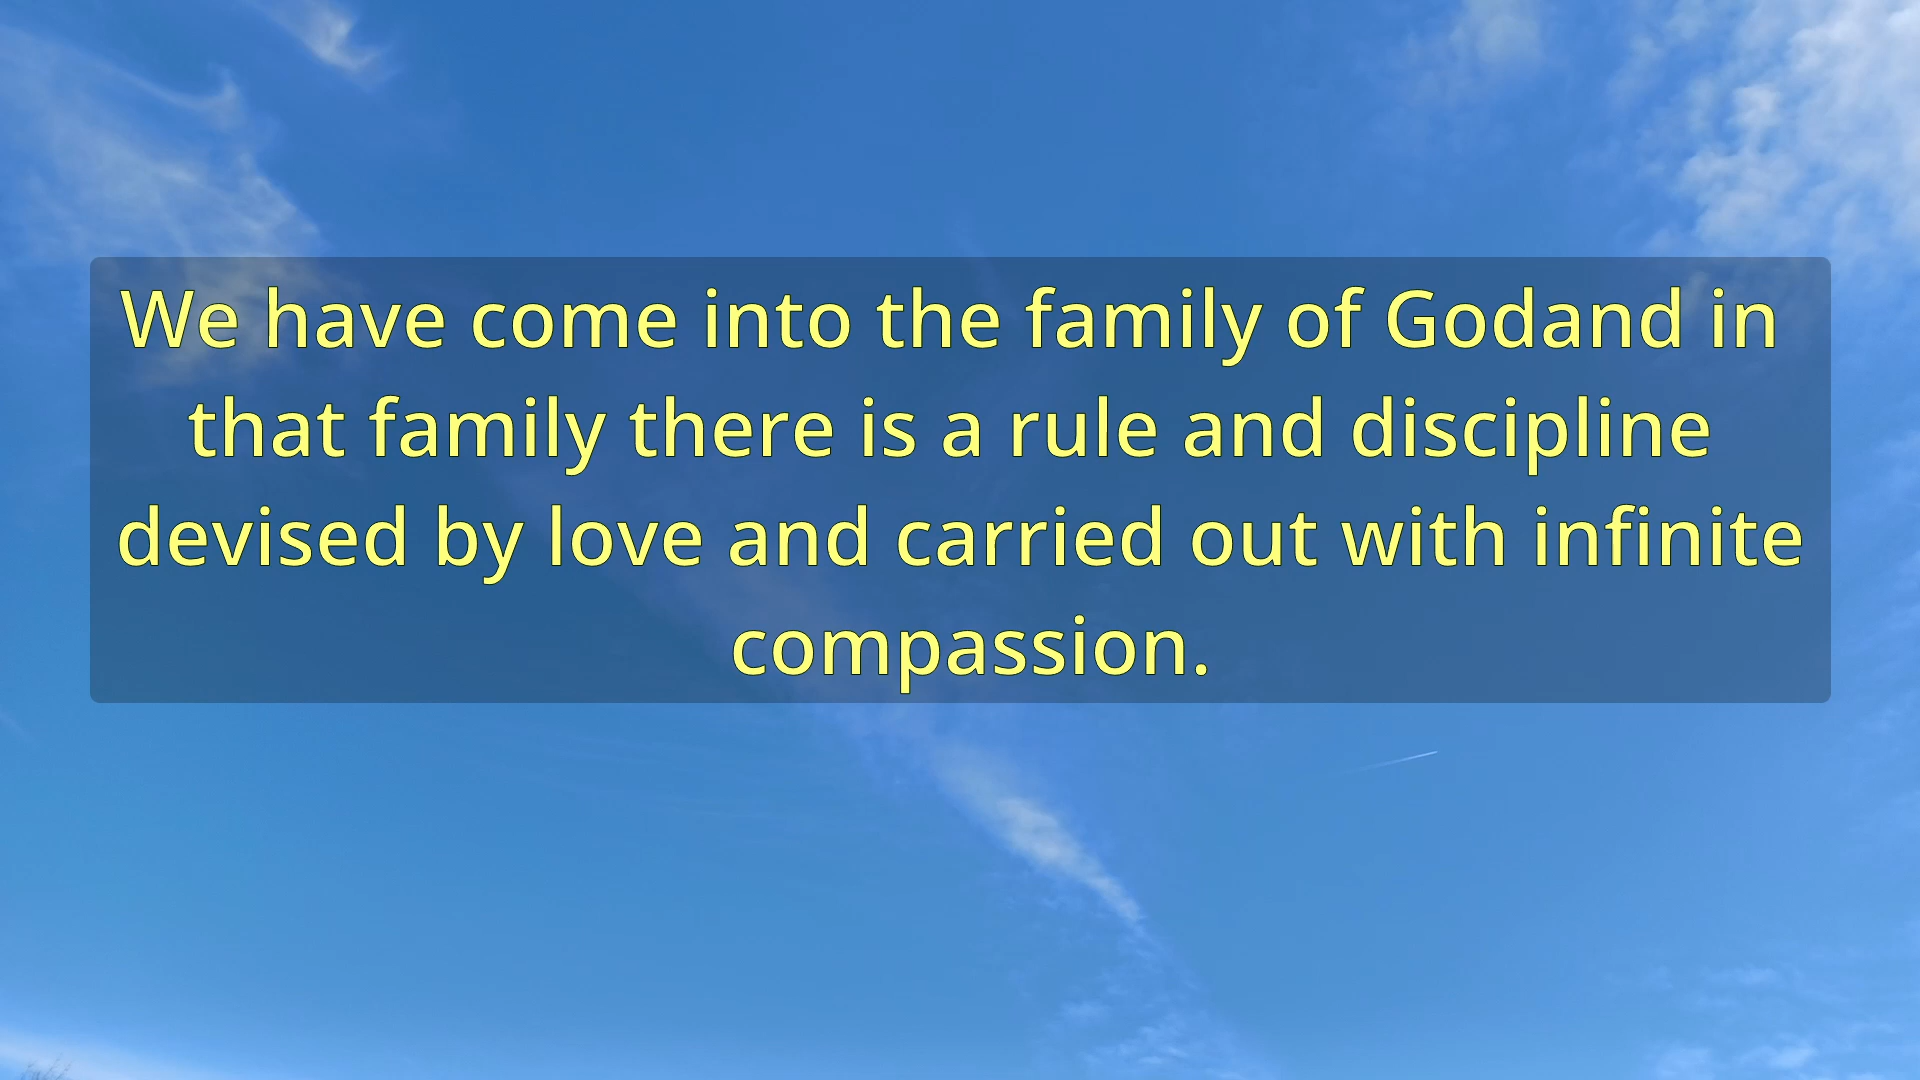 We have come into the family of Godand in
that family there is a rule and discipline
devised by love and carried out with infinite
compassion.